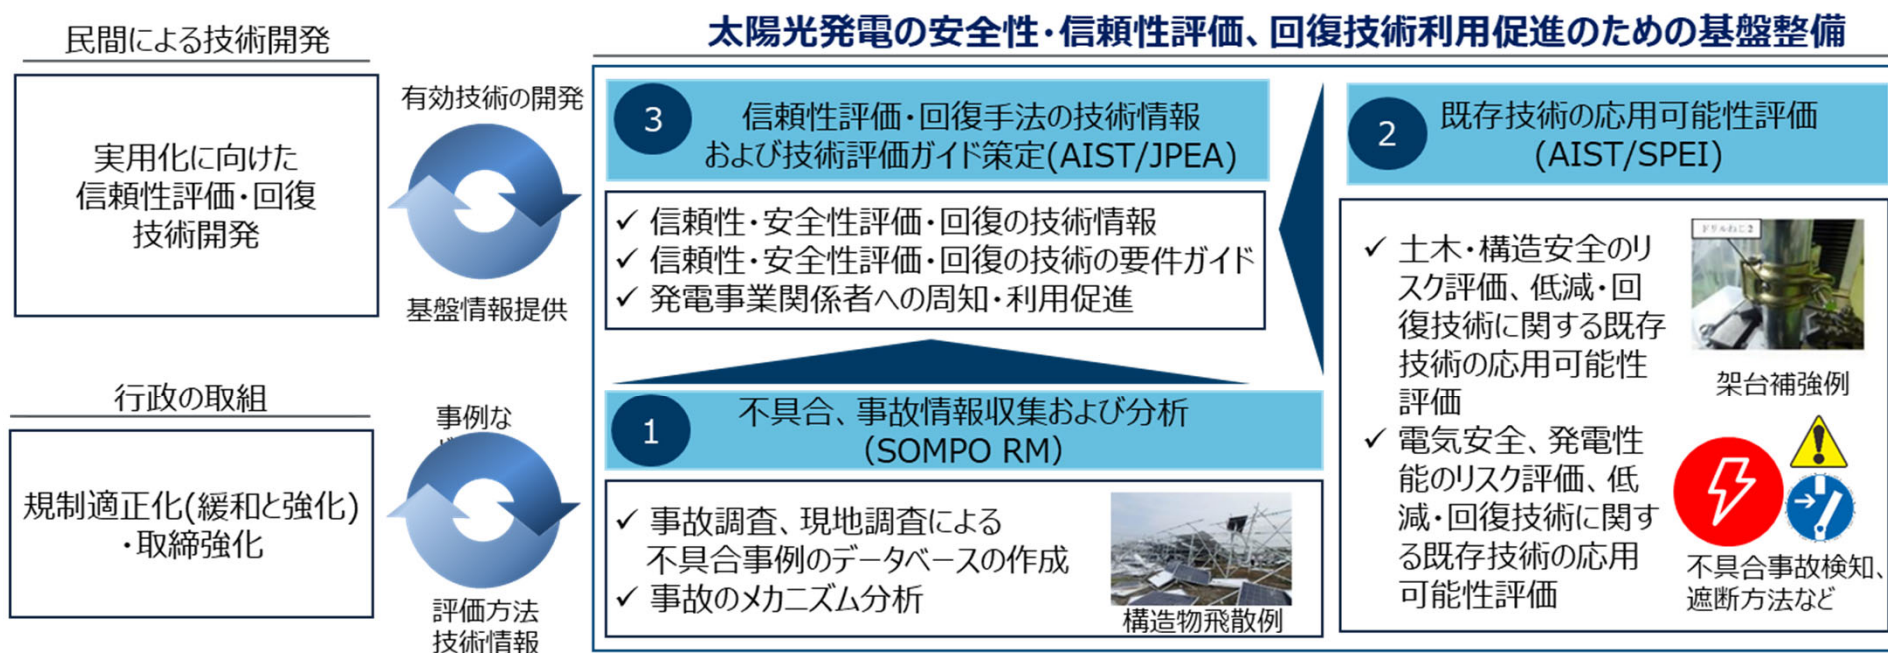 太陽光発電の安全性・信頼性評価、回復技術利用促進のための基盤整備
民間による技術開発
実用化に向けた
信頼性評価・回復
技術開発
有効技術の開発
基盤情報提供
行政の取組
規制適正化(緩和と強化)
・取締強化
事例な
評価方法
技術情報
3
信頼性評価・回復手法の技術情報
および技術評価ガイド策定(AIST/JPEA)
✓ 信頼性・安全性評価・回復の技術情報
✓ 信頼性・安全性評価・回復の技術の要件ガイド
✓ 発電事業関係者への周知・利用促進
1
不具合、事故情報収集および分析
(SOMPO RM)
✓ 事故調査、現地調査による
不具合事例のデータベースの作成
✓ 事故のメカニズム分析
構造物飛散例
2
既存技術の応用可能性評価
(AIST/SPEI)
✓ 土木・構造安全のリ
スク評価、低減・回
復技術に関する既存
技術の応用可能性
評価
✓ 電気安全、発電性
能のリスク評価、低
減・回復技術に関す
る既存技術の応用
可能性評価
ドリルねじ2
架台補強例
不具合事故検知、
遮断方法など